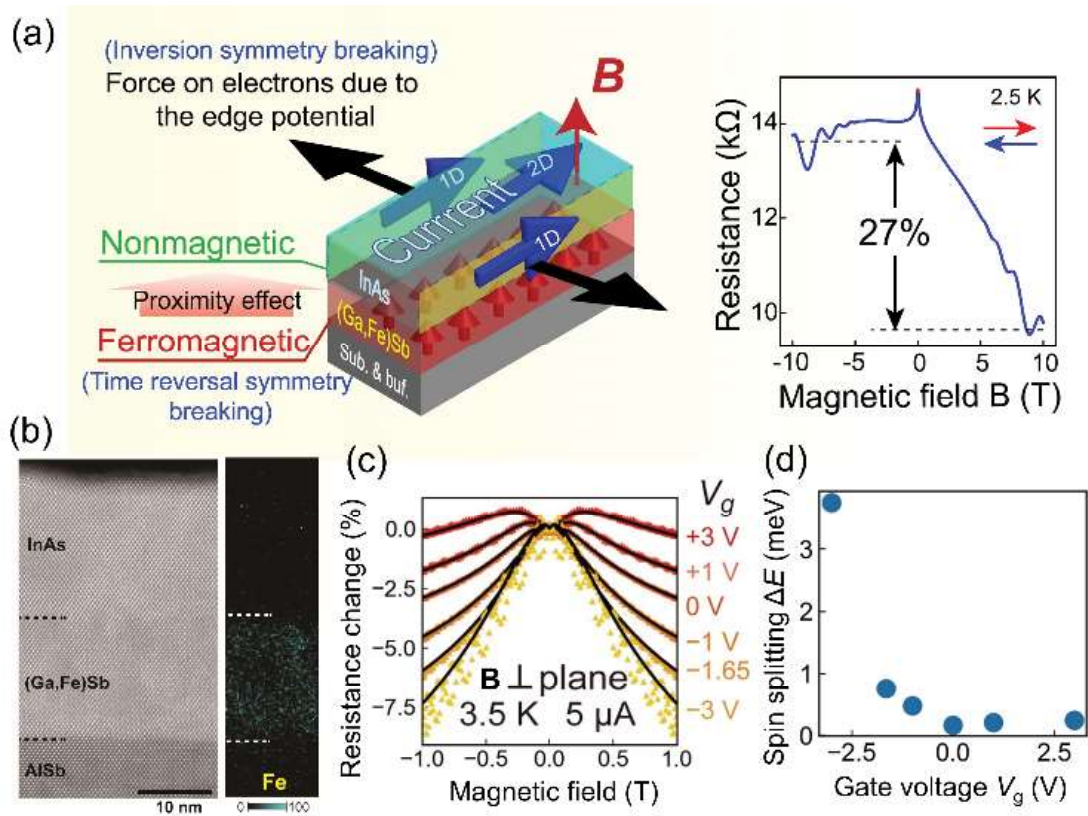 (a)
(Inversion symmetry breaking)
Force on electrons due to
the edge potential
B
1D
2D
Currrent
1D
Nonmagnetic
InAs
Proximity effect
(Ga,Fe)Sb
Ferromagnetic
Sub. & buf.
(Time reversal symmetry
breaking)
Resistance (kΩ)
14
12
10
2.5 K
27%
-10
-5
0
5
10
Magnetic field B (T)
(b)
InAs
(Ga,Fe)Sb
AlSb
10 nm
Fe
0
100
(c)
Resistance change (%)
0.0
−2.5
−5.0
−7.5
B ⊥ plane
3.5 K 5 µA
−1.0
−0.5
0.0
0.5
1.0
Magnetic field (T)
Vg
+3 V
+1 V
0 V
−1 V
−1.65
−3 V
(d)
Spin splitting ΔE (meV)
3
2
1
0
−2.5
0.0
2.5
Gate voltage Vg (V)